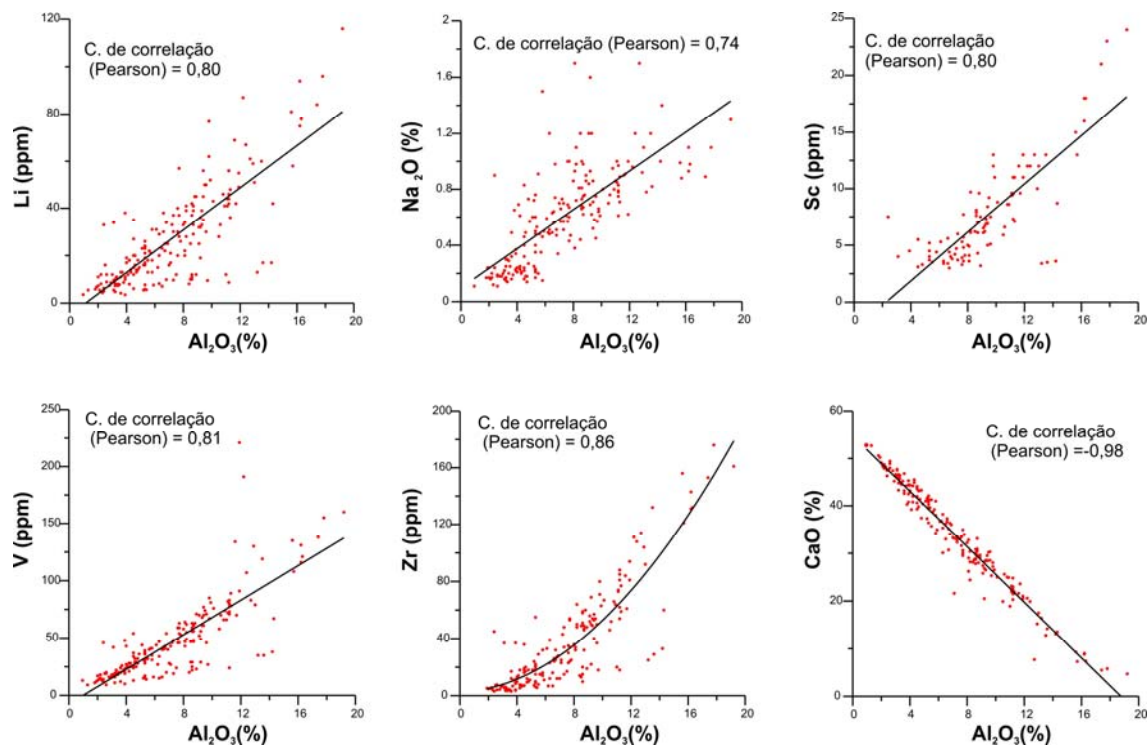 120
80
40
0
Li (ppm)
C. de correlação
(Pearson) = 0,80
0 4 8 12 16 20
Al₂O₃(%)
2
1.6
1.2
0.8
0.4
0
Na ₂O (%)
C. de correlação (Pearson) = 0,74
0 4 8 12 16 20
Al₂O₃(%)
25
20
15
10
5
0
Sc (ppm)
C. de correlação
(Pearson) = 0,80
0 4 8 12 16 20
Al₂O₃(%)
250
200
150
100
50
0
V (ppm)
C. de correlação
(Pearson) = 0,81
0 4 8 12 16 20
Al₂O₃(%)
200
160
120
80
40
0
Zr (ppm)
C. de correlação
(Pearson) = 0,86
0 4 8 12 16 20
Al₂O₃(%)
60
40
20
0
CaO (%)
C. de correlação
(Pearson) =-0,98
0 4 8 12 16 20
Al₂O₃(%)